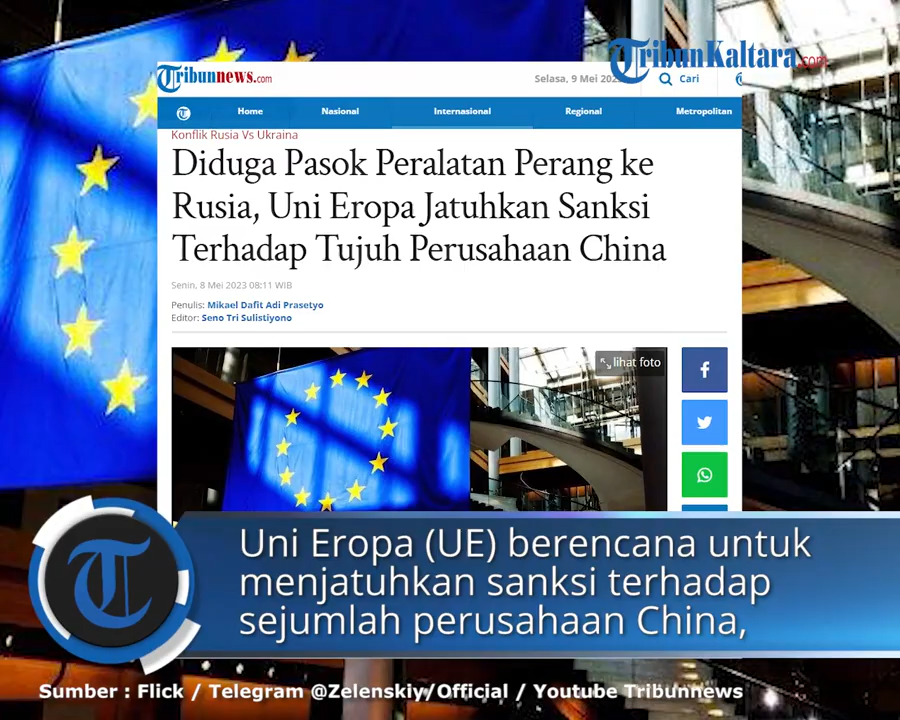 TribunKaltara.com
Tribunnews.com
Selasa, 9 Mei
Cari
Home Nasional Internasional Regional Metropolitan
Konflik Rusia Vs Ukraina
Diduga Pasok Peralatan Perang ke
Rusia, Uni Eropa Jatuhkan Sanksi
Terhadap Tujuh Perusahaan China
Senin, 8 Mei 2023 08:11 WIB
Penulis: Mikael Dafit Adi Prasetyo
Editor: Seno Tri Sulistiyono
lihat foto
Uni Eropa (UE) berencana untuk
menjatuhkan sanksi terhadap
sejumlah perusahaan China,
Sumber : Flick / Telegram @Zelenskiy/Official / Youtube Tribunnews